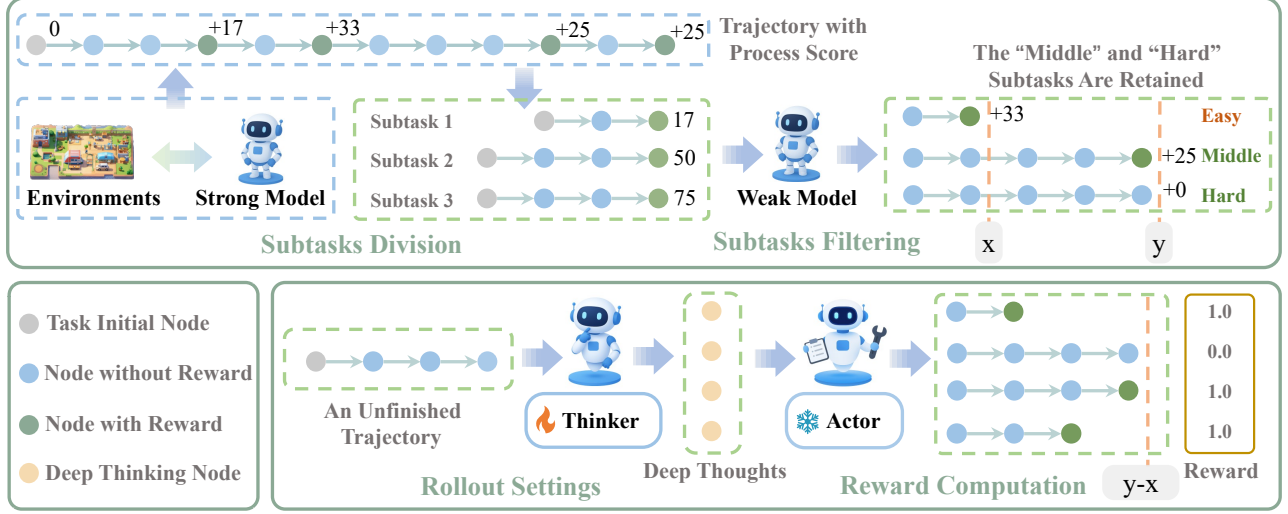 0
+17
+33
+25
+25
Trajectory with
Process Score
The “Middle” and “Hard”
Subtasks Are Retained
Environments
Strong Model
Subtask 1
17
Subtask 2
50
Subtask 3
75
Weak Model
+33
Easy
+25
Middle
+0
Hard
x
y
Subtasks Division
Subtasks Filtering
Task Initial Node
Node without Reward
Node with Reward
Deep Thinking Node
An Unfinished
Trajectory
Thinker
Deep Thoughts
Actor
1.0
0.0
1.0
1.0
y-x
Reward
Rollout Settings
Reward Computation